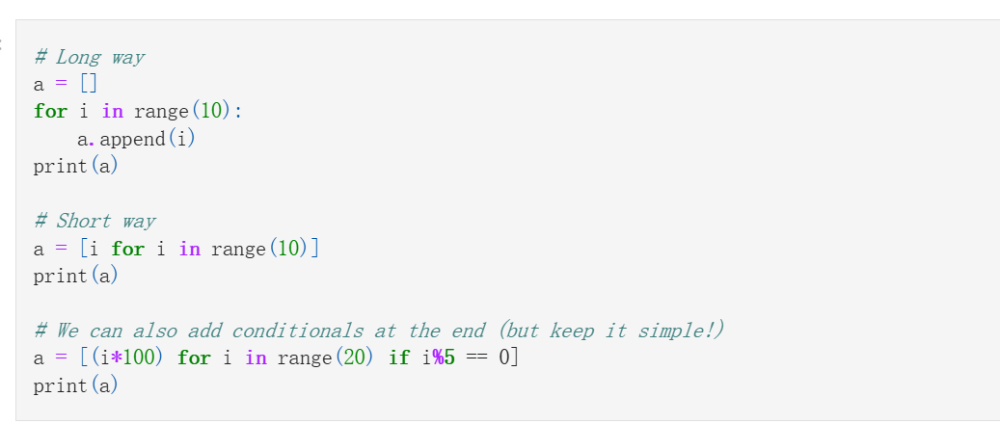 # Long way
a = []
for i in range(10):
    a.append(i)
print(a)

# Short way
a = [i for i in range(10)]
print(a)

# We can also add conditionals at the end (but keep it simple!)
a = [(i*100) for i in range(20) if i%5 == 0]
print(a)